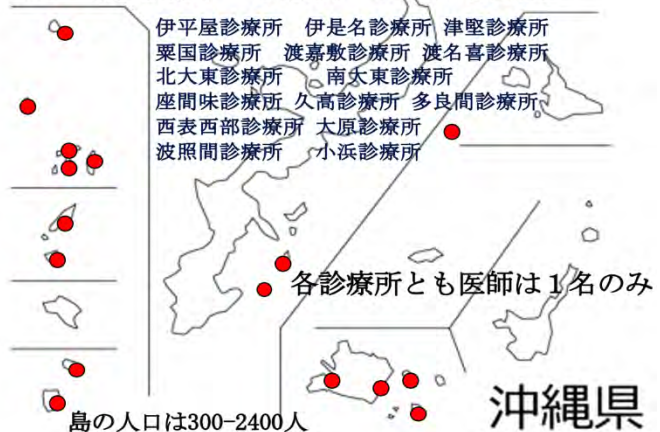 伊平屋診療所 伊是名診療所 津堅診療所
粟国診療所 渡嘉敷診療所 渡名喜診療所
北大東診療所 南大東診療所
座間味診療所 久高診療所 多良間診療所
西表西部診療所 大原診療所
波照間診療所 小浜診療所
各診療所とも医師は1名のみ
沖縄県
島の人口は300-2400人